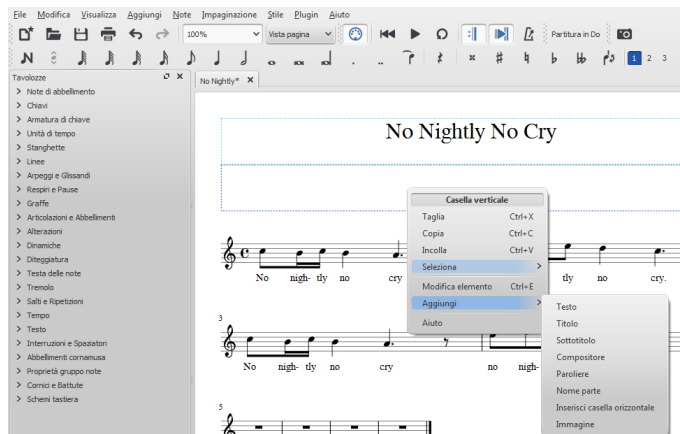 File Modifica Visualizza Aggiungi Note Impaginazione Stile Plugin Aiuto
100% Vista pagina Partitura in Do
1 2 3
Tavolozze
No Nightly*
> Note di abbellimento
> Chiavi
> Armatura di chiave
> Unità di tempo
> Stanghette
> Linee
> Arpeggi e Glissandi
> Respiri e Pause
> Graffe
> Articolazioni e Abbellimenti
> Alterazioni
> Dinamiche
> Diteggiatura
> Testa delle note
> Tremolo
> Salti e Ripetizioni
> Tempo
> Testo
> Interruzioni e Spaziatori
> Abbellimenti cornamusa
> Proprietà gruppo note
> Cornici e Battute
> Schemi tastiera
No Nightly No Cry
Casella verticale
Taglia Ctrl+X
Copia Ctrl+C
Incolla Ctrl+V
Seleziona >
Modifica elemento Ctrl+E
Aggiungi >
Aiuto
Testo
Titolo
Sottotitolo
Compositore
Paroliere
Nome parte
Inserisci casella orizzontale
Immagine
No nigh- tly no cry tly no cry.
3
No nigh- tly no cry no nigh-
5